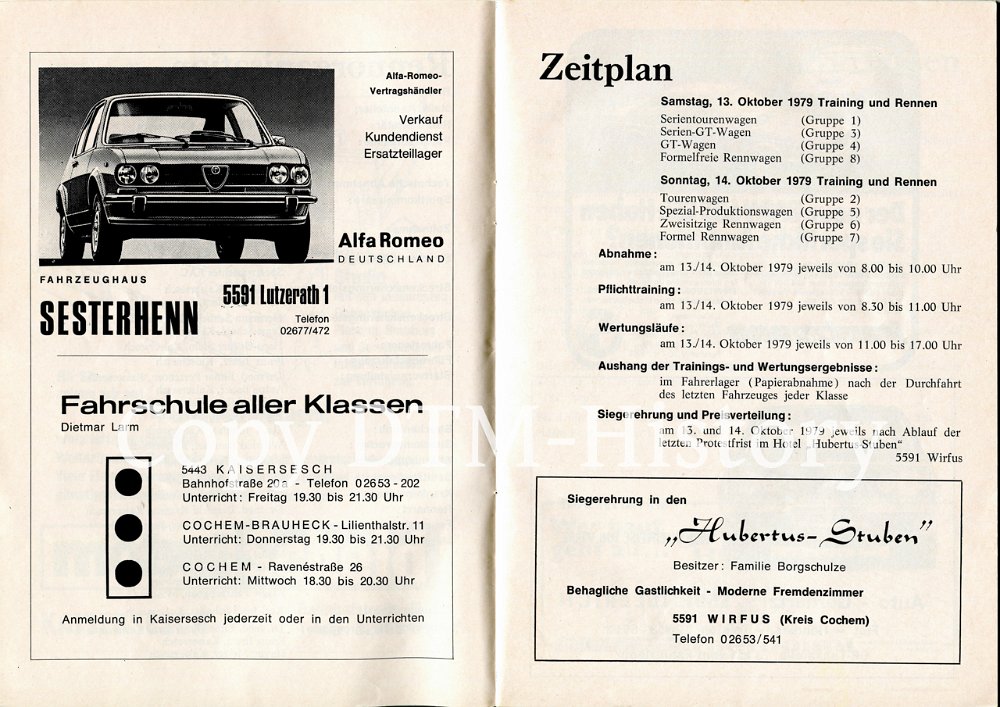 Alfa-Romeo-
Vertragshändler
Verkauf
Kundendienst
Ersatzteillager
Alfa Romeo
DEUTSCHLAND
FAHRZEUGHAUS
SESTERHENN
5591 Lutzerath 1
Telefon
02677/472
Fahrschule aller Klassen
Dietmar Larm
5443 KAISERSESCH
Bahnhofstraße 20a - Telefon 02653-202
Unterricht: Freitag 19.30 bis 21.30 Uhr
COCHEM-BRAUHECK - Lilienthalstr. 11
Unterricht: Donnerstag 19.30 bis 21.30 Uhr
COCHEM - Ravenéstraße 26
Unterricht: Mittwoch 18.30 bis 20.30 Uhr
Anmeldung in Kaisersesch jederzeit oder in den Unterrichten
Zeitplan
Samstag, 13. Oktober 1979 Training und Rennen
Serientourenwagen (Gruppe 1)
Serien-GT-Wagen (Gruppe 3)
GT-Wagen (Gruppe 4)
Formelfreie Rennwagen (Gruppe 8)
Sonntag, 14. Oktober 1979 Training und Rennen
Tourenwagen (Gruppe 2)
Spezial-Produktionswagen (Gruppe 5)
Zweisitzige Rennwagen (Gruppe 6)
Formel Rennwagen (Gruppe 7)
Abnahme:
am 13./14. Oktober 1979 jeweils von 8.00 bis 10.00 Uhr
Pflichttraining:
am 13./14. Oktober 1979 jeweils von 8.30 bis 11.00 Uhr
Wertungsläufe:
am 13./14. Oktober 1979 jeweils von 11.00 bis 17.00 Uhr
Aushang der Trainings- und Wertungsergebnisse:
im Fahrerlager (Papierabnahme) nach der Durchfahrt
des letzten Fahrzeuges jeder Klasse
Siegerehrung und Preisverteilung:
am 13. und 14. Oktober 1979 jeweils nach Ablauf der
letzten Protestfrist im Hotel „Hubertus-Stuben“
5591 Wirfus
Siegerehrung in den
„Hubertus-Stuben”
Besitzer: Familie Borgschulze
Behagliche Gastlichkeit - Moderne Fremdenzimmer
5591 WIRFUS (Kreis Cochem)
Telefon 02653/541
Copy DTM-History